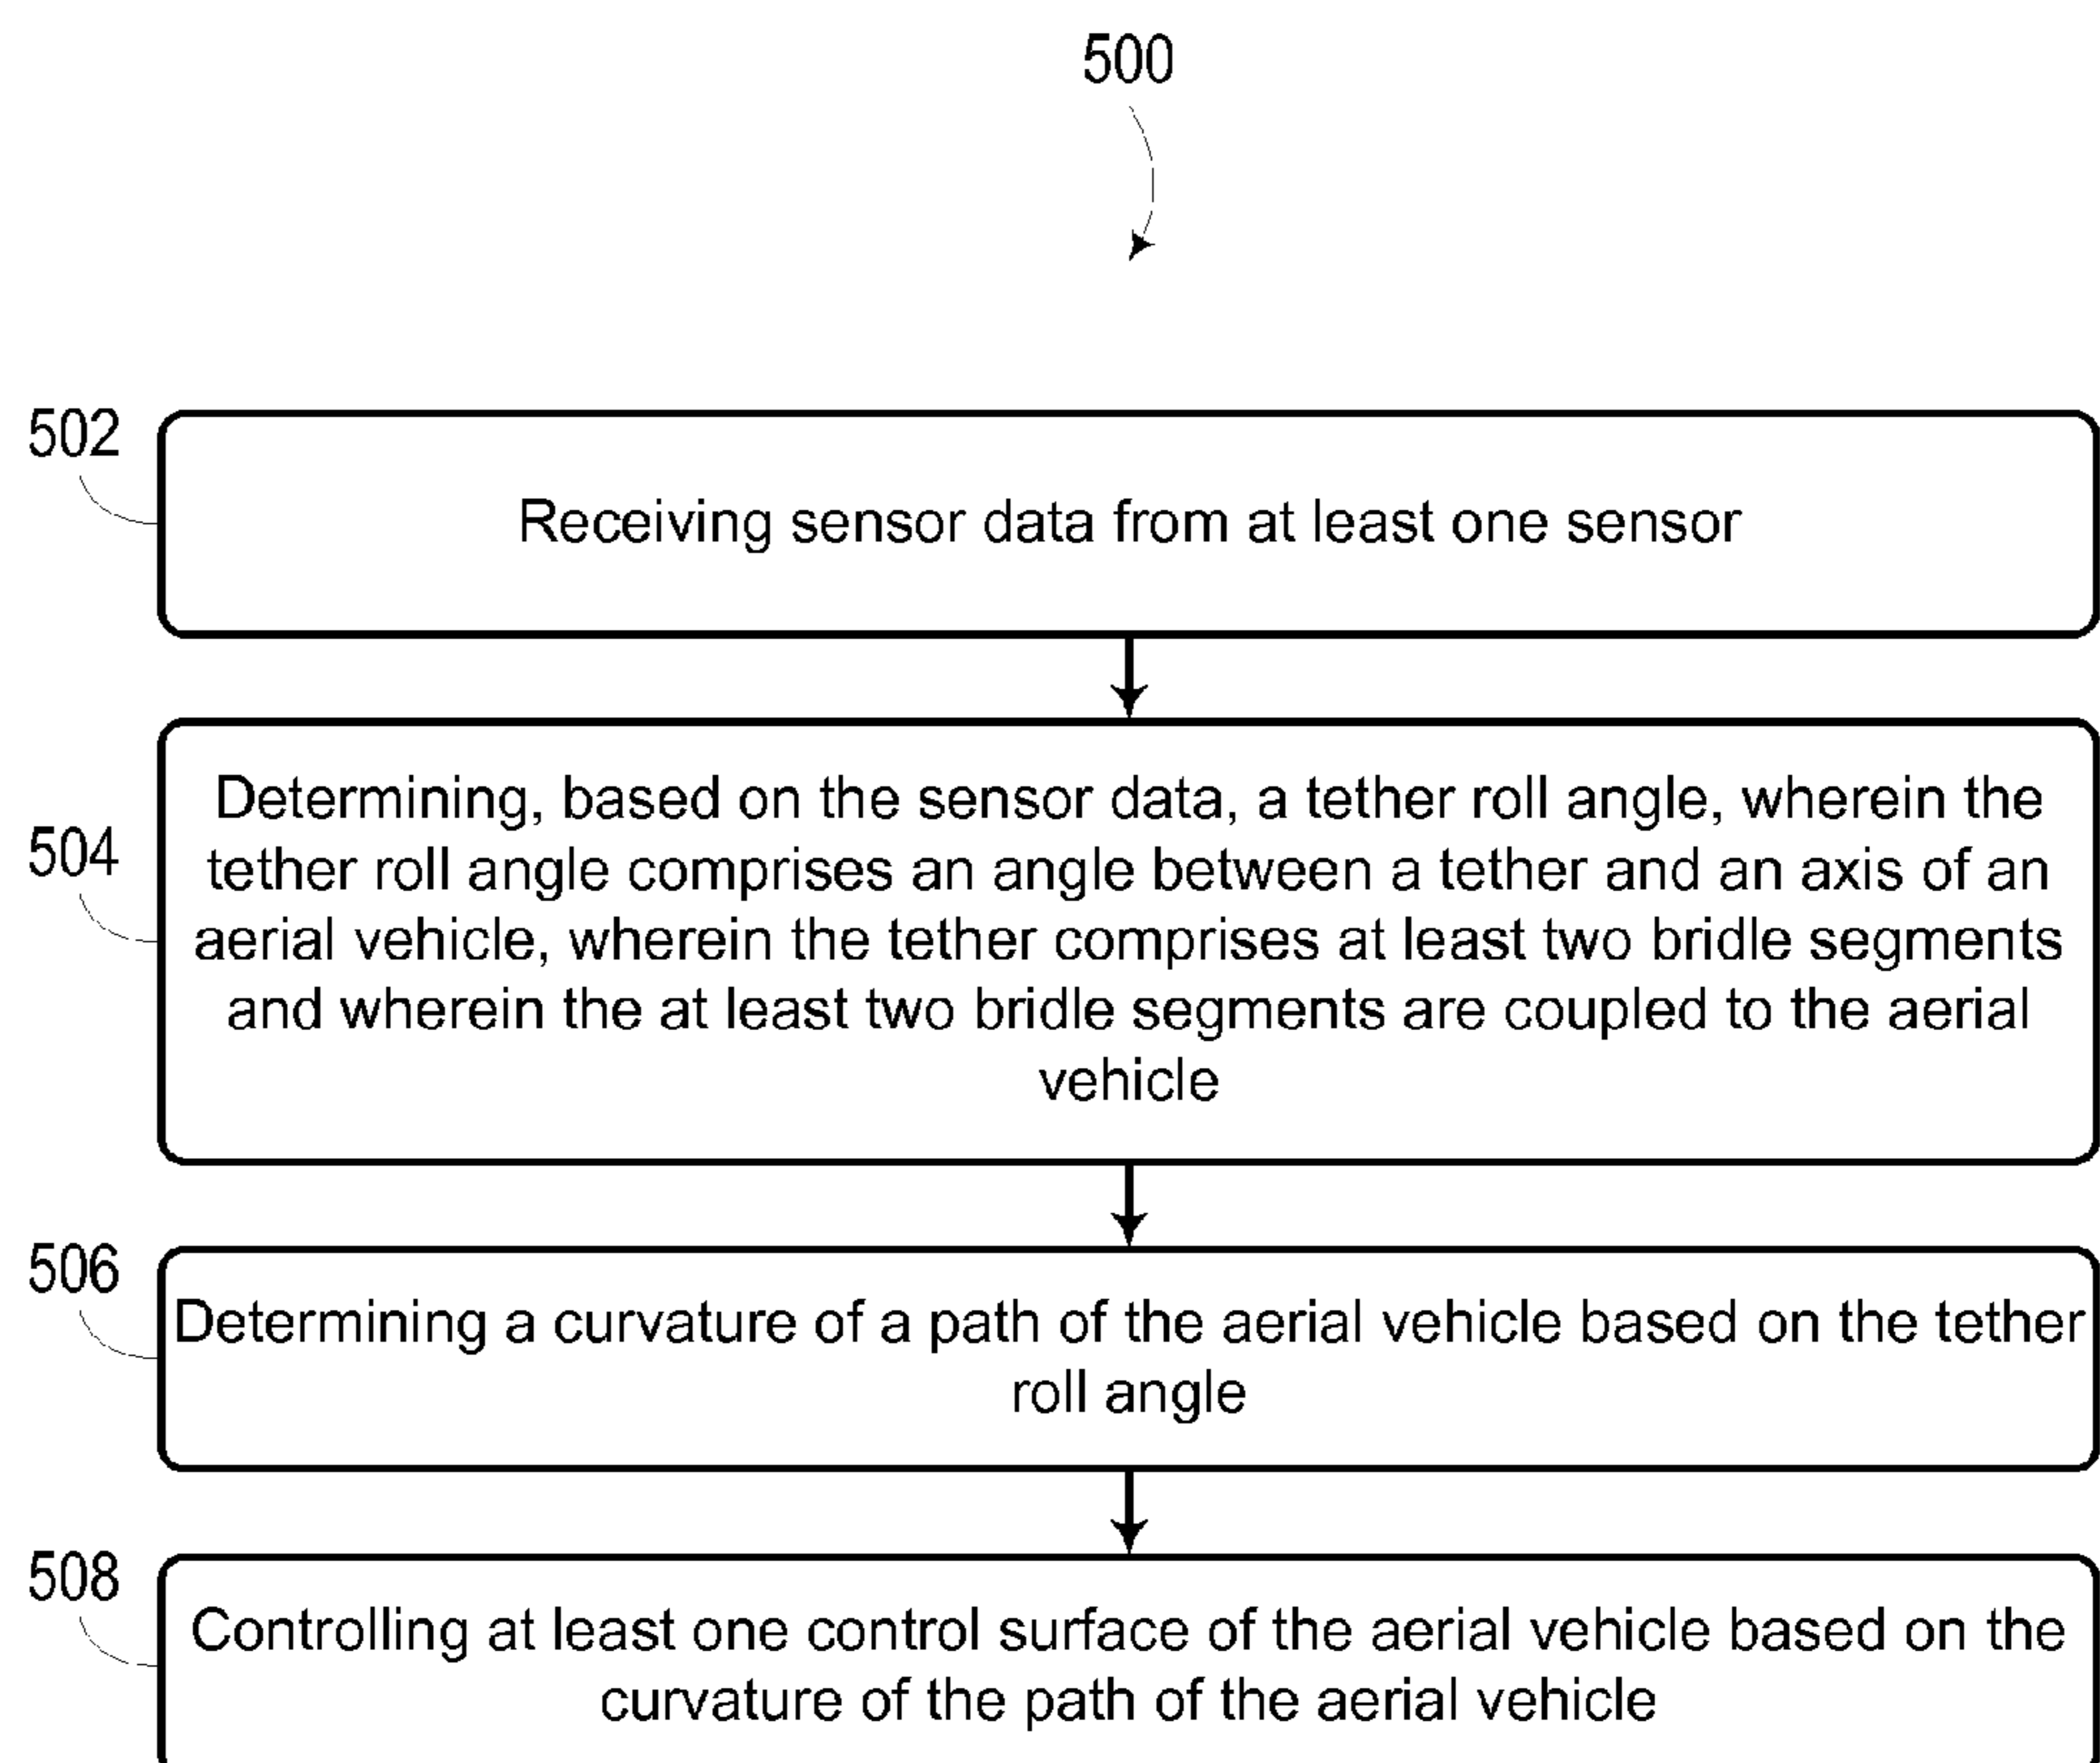 500
502
Receiving sensor data from at least one sensor
504
Determining, based on the sensor data, a tether roll angle, wherein the
tether roll angle comprises an angle between a tether and an axis of an
aerial vehicle, wherein the tether comprises at least two bridle segments
and wherein the at least two bridle segments are coupled to the aerial
vehicle
506
Determining a curvature of a path of the aerial vehicle based on the tether
roll angle
508
Controlling at least one control surface of the aerial vehicle based on the
curvature of the path of the aerial vehicle